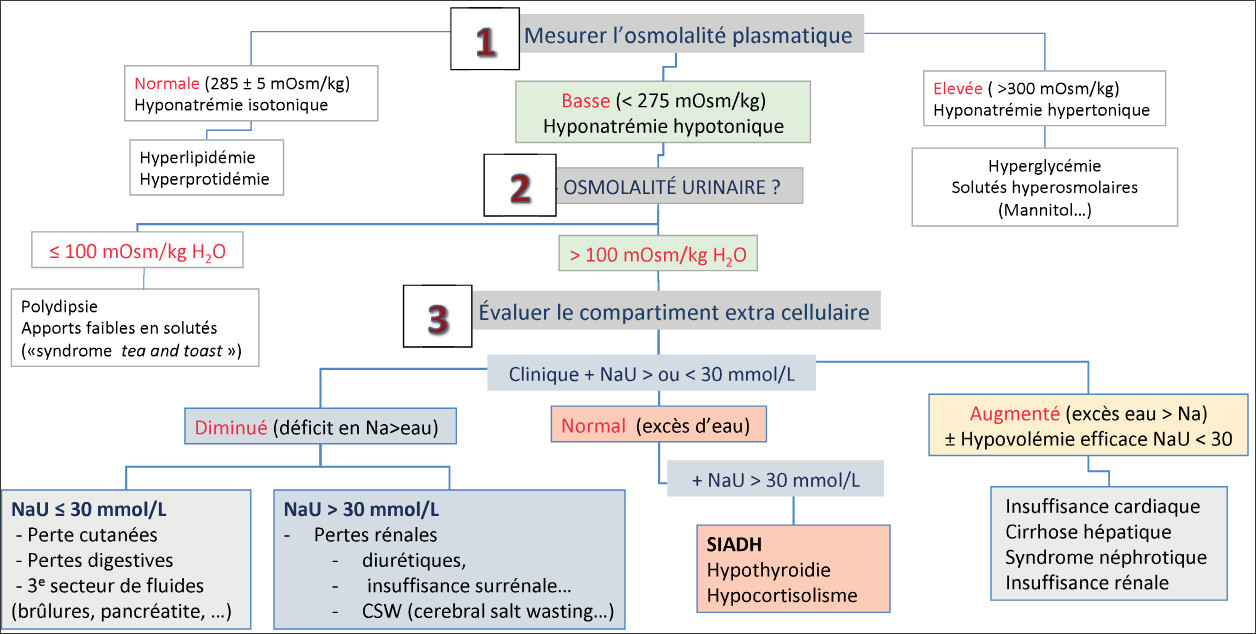 1 Mesurer l’osmolalité plasmatique
Normale (285 ± 5 mOsm/kg)
Hyponatrémie isotonique
Hyperlipidémie
Hyperprotidémie
Basse (< 275 mOsm/kg)
Hyponatrémie hypotonique
Elevée ( >300 mOsm/kg)
Hyponatrémie hypertonique
Hyperglycémie
Solutés hyperosmolaires
(Mannitol…)
2 OSMOLALITÉ URINAIRE ?
≤ 100 mOsm/kg H₂O
> 100 mOsm/kg H₂O
Polydipsie
Apports faibles en solutés
(«syndrome tea and toast »)
3 Évaluer le compartiment extra cellulaire
Clinique + NaU > ou < 30 mmol/L
Diminué (déficit en Na>eau)
NaU ≤ 30 mmol/L
- Perte cutanées
- Pertes digestives
- 3ᵉ secteur de fluides
(brûlures, pancréatite, …)
NaU > 30 mmol/L
- Pertes rénales
- diurétiques,
- insuffisance surrénale…
- CSW (cerebral salt wasting…)
Normal (excès d’eau)
+ NaU > 30 mmol/L
SIADH
Hypothyroidie
Hypocortisolisme
Augmenté (excès eau > Na)
± Hypovolémie efficace NaU < 30
Insuffisance cardiaque
Cirrhose hépatique
Syndrome néphrotique
Insuffisance rénale